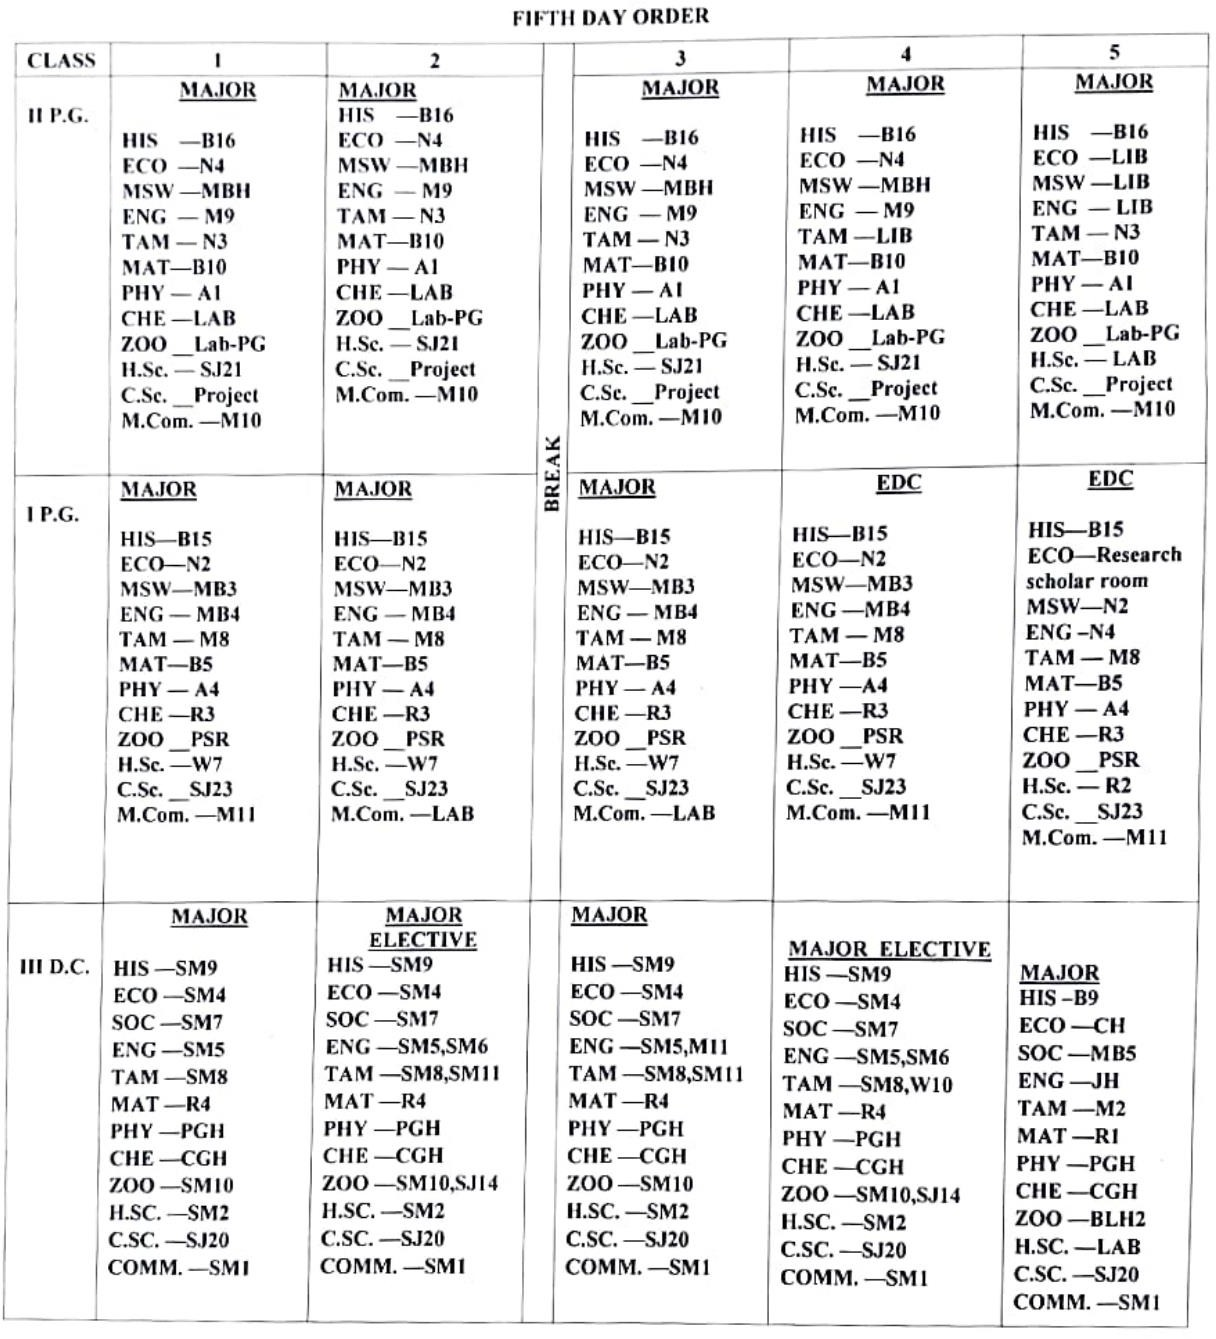 FIFTH DAY ORDER
CLASS 1 2 3 4 5
BREAK
II P.G.
MAJOR
HIS —B16
ECO —N4
MSW —MBH
ENG — M9
TAM — N3
MAT—B10
PHY — A1
CHE —LAB
ZOO __Lab-PG
H.Sc. — SJ21
C.Sc. __Project
M.Com. —M10
MAJOR
HIS —B16
ECO —N4
MSW —MBH
ENG — M9
TAM — N3
MAT—B10
PHY — A1
CHE —LAB
ZOO __Lab-PG
H.Sc. — SJ21
C.Sc. __Project
M.Com. —M10
MAJOR
HIS —B16
ECO —N4
MSW —MBH
ENG — M9
TAM — N3
MAT—B10
PHY — A1
CHE —LAB
ZOO __Lab-PG
H.Sc. — SJ21
C.Sc. __Project
M.Com. —M10
MAJOR
HIS —B16
ECO —N4
MSW —MBH
ENG — M9
TAM —LIB
MAT—B10
PHY — A1
CHE —LAB
ZOO __Lab-PG
H.Sc. — SJ21
C.Sc. __Project
M.Com. —M10
MAJOR
HIS —B16
ECO —LIB
MSW —LIB
ENG — LIB
TAM — N3
MAT—B10
PHY — A1
CHE —LAB
ZOO __Lab-PG
H.Sc. — LAB
C.Sc. __Project
M.Com. —M10
I P.G.
MAJOR
HIS—B15
ECO—N2
MSW—MB3
ENG — MB4
TAM — M8
MAT—B5
PHY — A4
CHE —R3
ZOO __PSR
H.Sc. —W7
C.Sc. __SJ23
M.Com. —M11
MAJOR
HIS—B15
ECO—N2
MSW—MB3
ENG — MB4
TAM — M8
MAT—B5
PHY — A4
CHE —R3
ZOO __PSR
H.Sc. —W7
C.Sc. __SJ23
M.Com. —LAB
MAJOR
HIS—B15
ECO—N2
MSW—MB3
ENG — MB4
TAM — M8
MAT—B5
PHY — A4
CHE —R3
ZOO __PSR
H.Sc. —W7
C.Sc. __SJ23
M.Com. —LAB
EDC
HIS—B15
ECO—N2
MSW—MB3
ENG — MB4
TAM — M8
MAT—B5
PHY — A4
CHE —R3
ZOO __PSR
H.Sc. —W7
C.Sc. __SJ23
M.Com. —M11
EDC
HIS—B15
ECO—Research
scholar room
MSW—N2
ENG –N4
TAM — M8
MAT—B5
PHY — A4
CHE —R3
ZOO __PSR
H.Sc. — R2
C.Sc. __SJ23
M.Com. —M11
III D.C.
MAJOR
HIS —SM9
ECO —SM4
SOC —SM7
ENG —SM5
TAM —SM8
MAT —R4
PHY —PGH
CHE —CGH
ZOO —SM10
H.SC. —SM2
C.SC. —SJ20
COMM. —SM1
MAJOR
ELECTIVE
HIS —SM9
ECO —SM4
SOC —SM7
ENG —SM5,SM6
TAM —SM8,SM11
MAT —R4
PHY —PGH
CHE —CGH
ZOO —SM10,SJ14
H.SC. —SM2
C.SC. —SJ20
COMM. —SM1
MAJOR
HIS —SM9
ECO —SM4
SOC —SM7
ENG —SM5,M11
TAM —SM8,SM11
MAT —R4
PHY —PGH
CHE —CGH
ZOO —SM10
H.SC. —SM2
C.SC. —SJ20
COMM. —SM1
MAJOR ELECTIVE
HIS —SM9
ECO —SM4
SOC —SM7
ENG —SM5,SM6
TAM —SM8,W10
MAT —R4
PHY —PGH
CHE —CGH
ZOO —SM10,SJ14
H.SC. —SM2
C.SC. —SJ20
COMM. —SM1
MAJOR
HIS –B9
ECO —CH
SOC —MB5
ENG —JH
TAM —M2
MAT —R1
PHY —PGH
CHE —CGH
ZOO —BLH2
H.SC. —LAB
C.SC. —SJ20
COMM. —SM1